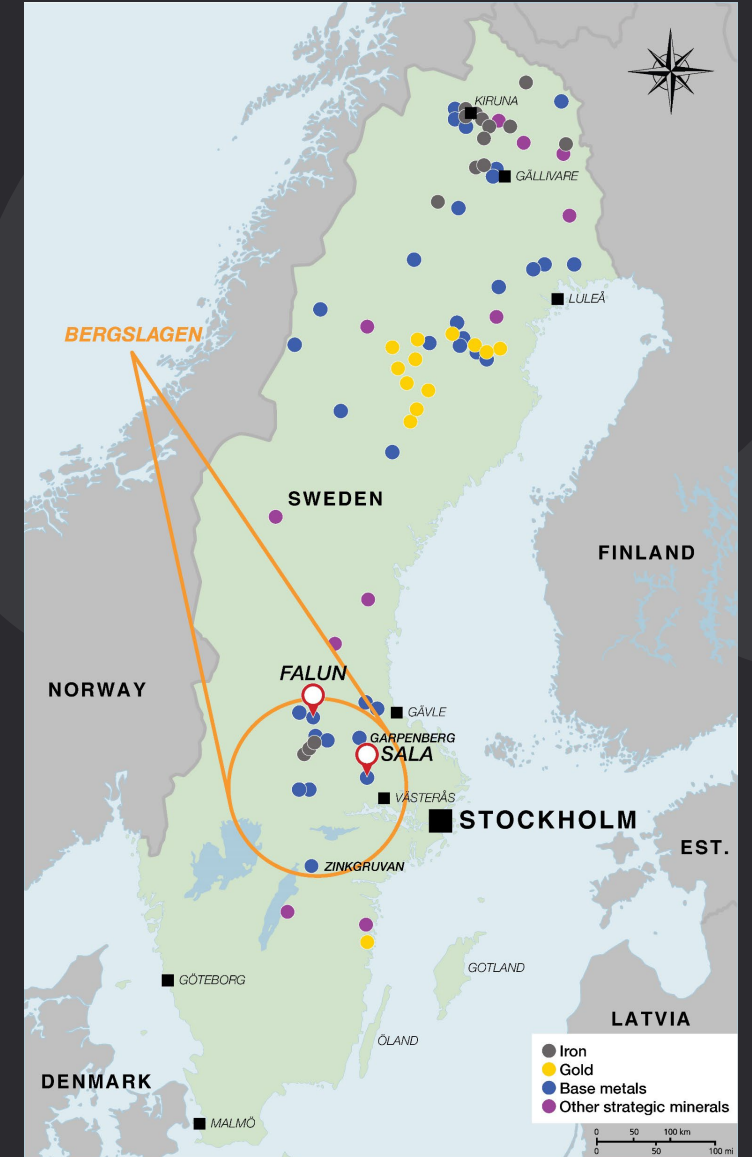 KIRUNA
GÄLLIVARE
LULEÅ
BERGSLAGEN
SWEDEN
FINLAND
NORWAY
FALUN
GÄVLE
GARPENBERG
SALA
VÄSTERÅS
STOCKHOLM
EST.
ZINKGRUVAN
GOTLAND
GÖTEBORG
LATVIA
ÖLAND
DENMARK
MALMÖ
Iron
Gold
Base metals
Other strategic minerals
0 50 100 km
0 50 100 mi